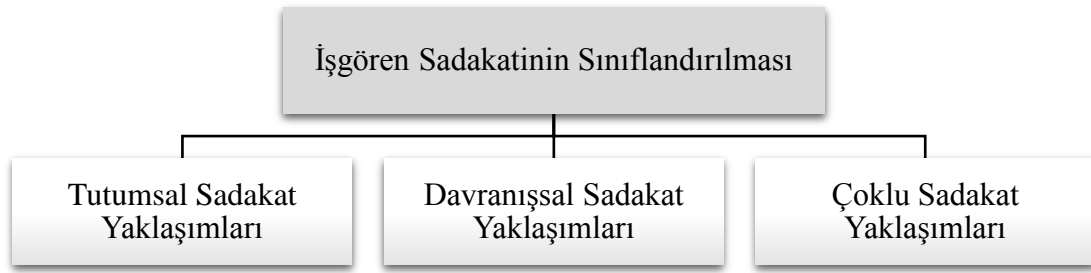 İşgören Sadakatinin Sınıflandırılması
Tutumsal Sadakat
Yaklaşımları
Davranışsal Sadakat
Yaklaşımları
Çoklu Sadakat
Yaklaşımları